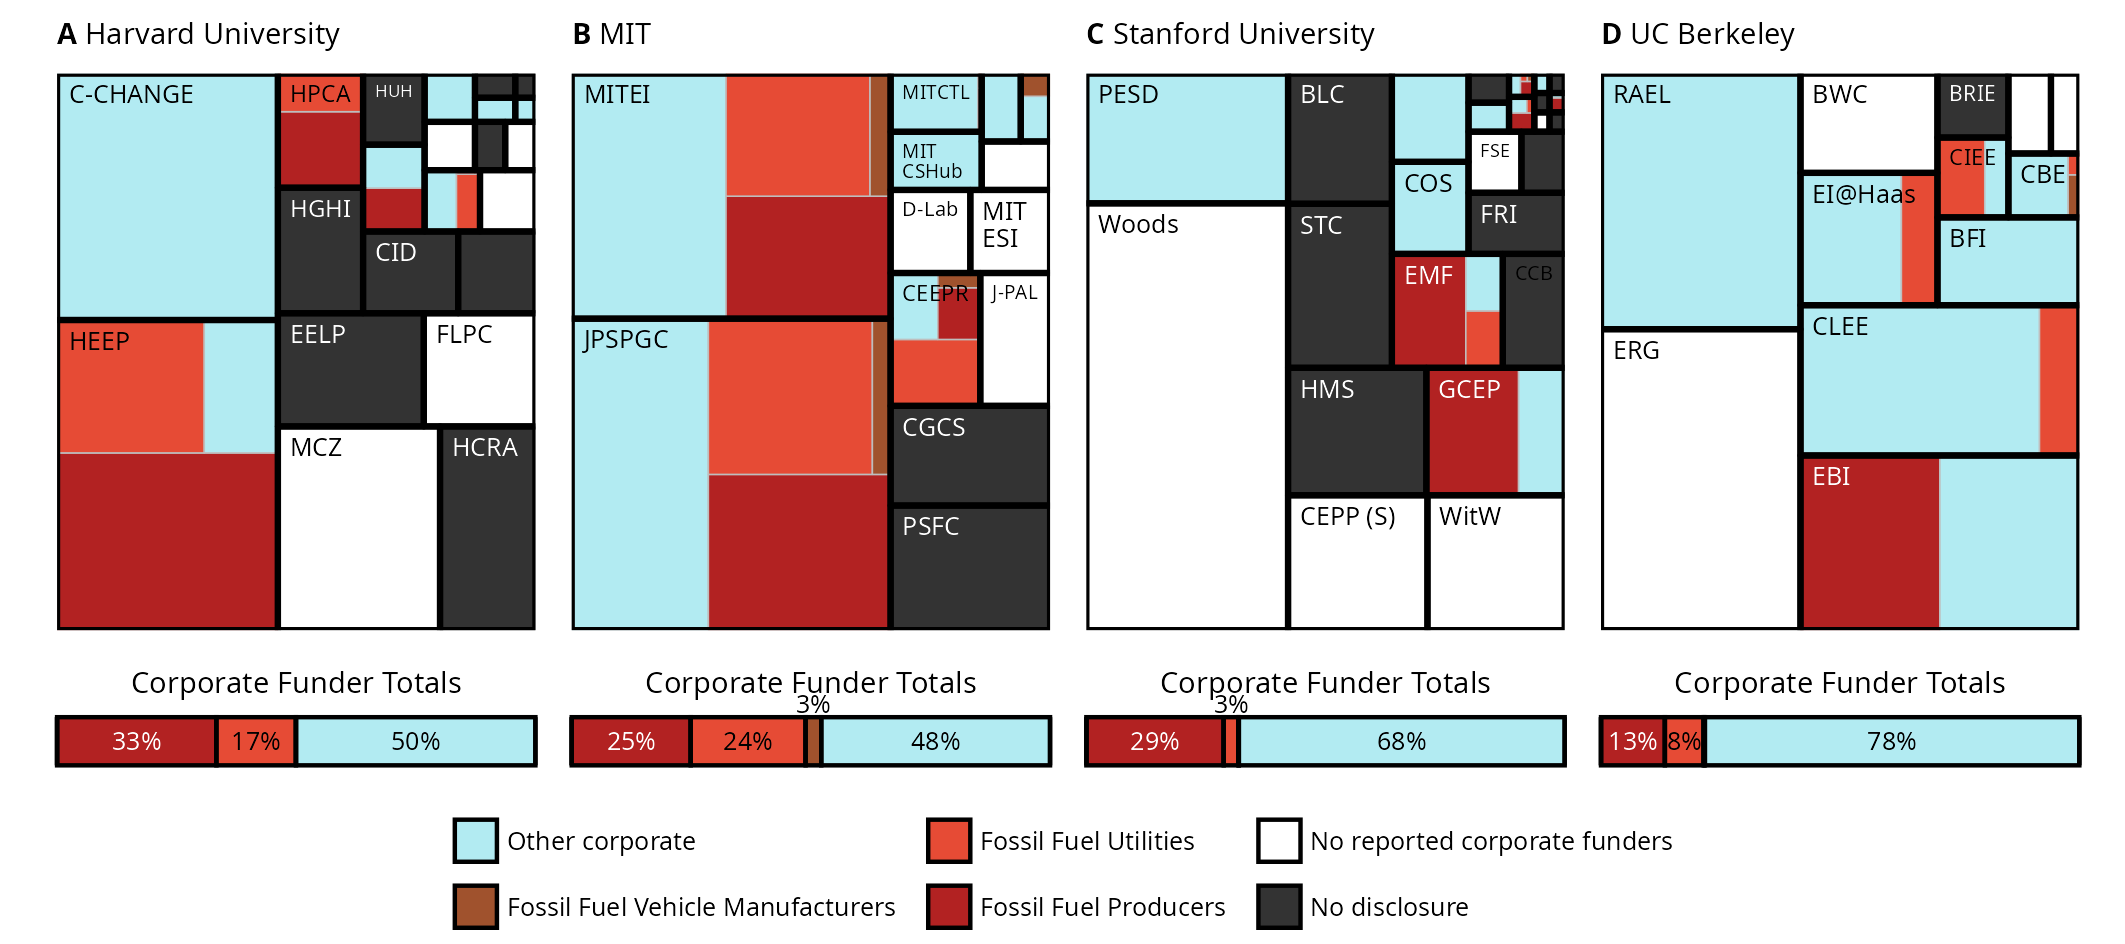 A Harvard University
C-CHANGE
HPCA
HUH
HGHI
CID
HEEP
EELP
FLPC
MCZ
HCRA
Corporate Funder Totals
33%
17%
50%
B MIT
MITEI
MITCTL
MIT
CSHub
D-Lab
MIT
ESI
CEEPR
J-PAL
JPSPGC
CGCS
PSFC
Corporate Funder Totals
3%
25%
24%
48%
C Stanford University
PESD
BLC
FSE
COS
Woods
STC
FRI
EMF
CCB
HMS
GCEP
CEPP (S)
WitW
Corporate Funder Totals
3%
29%
68%
D UC Berkeley
RAEL
BWC
BRIE
CIEE
CBE
EI@Haas
BFI
CLEE
ERG
EBI
Corporate Funder Totals
13%
8%
78%
Other corporate
Fossil Fuel Utilities
No reported corporate funders
Fossil Fuel Vehicle Manufacturers
Fossil Fuel Producers
No disclosure